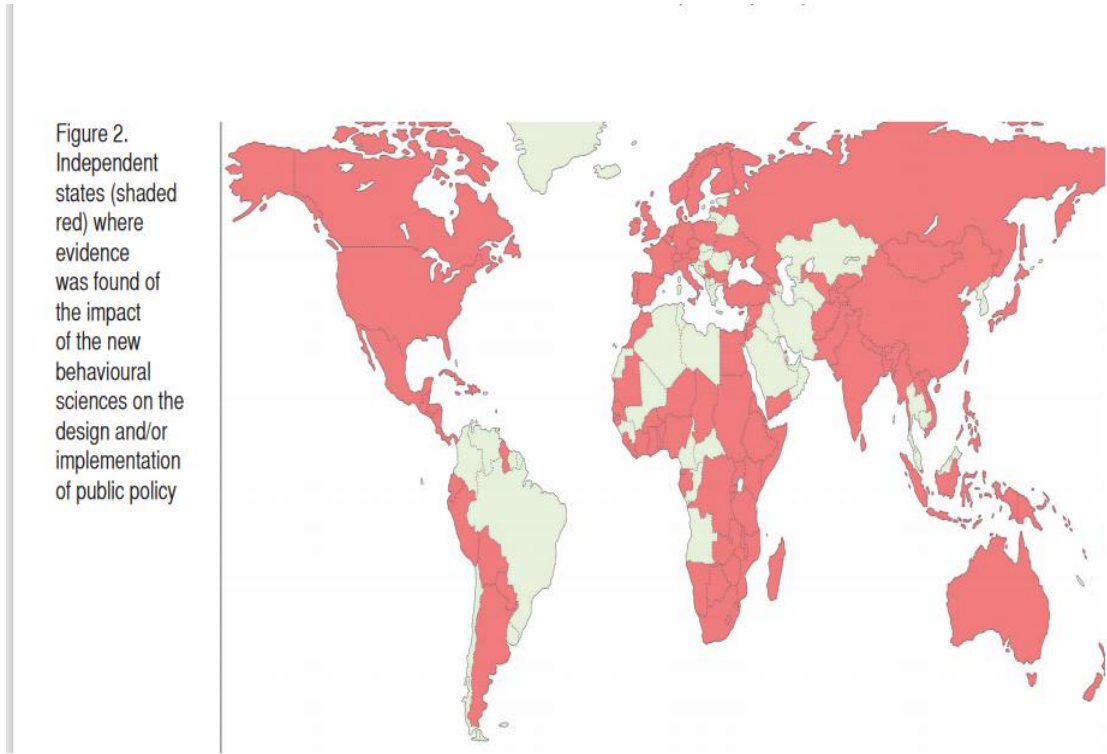 Figure 2.
Independent
states (shaded
red) where
evidence
was found of
the impact
of the new
behavioural
sciences on the
design and/or
implementation
of public policy